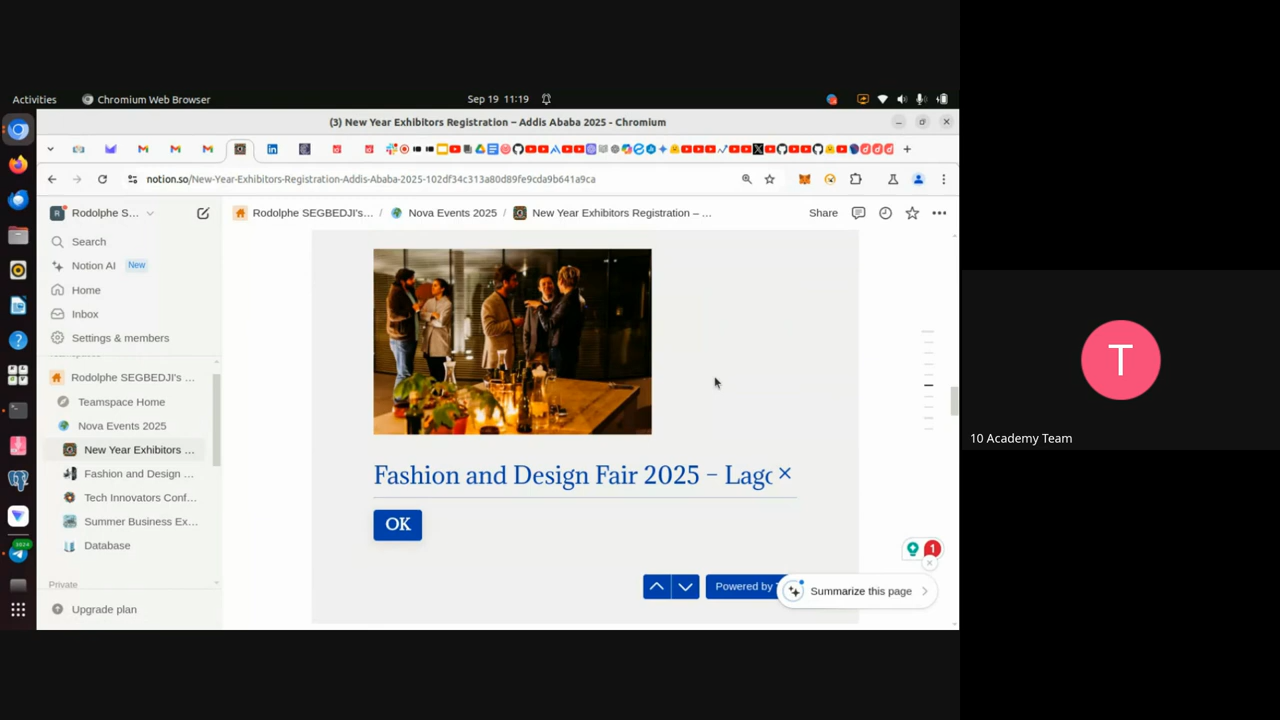 Activities
Chromium Web Browser
Sep 19 11:19
(3) New Year Exhibitors Registration – Addis Ababa 2025 - Chromium
notion.so/New-Year-Exhibitors-Registration-Addis-Ababa-2025-102df34c313a80d89fe9cda9b641a9ca
R Rodolphe S...
Rodolphe SEGBEDJI's... / Nova Events 2025 / New Year Exhibitors Registration – ...
Share
Search
Notion AI New
Home
Inbox
Settings & members
Rodolphe SEGBEDJI's ...
Teamspace Home
Nova Events 2025
New Year Exhibitors ...
Fashion and Design ...
Tech Innovators Conf...
Summer Business Ex...
Database
Private
Upgrade plan
Fashion and Design Fair 2025 – Lago
OK
Powered by
1
Summarize this page
T
10 Academy Team